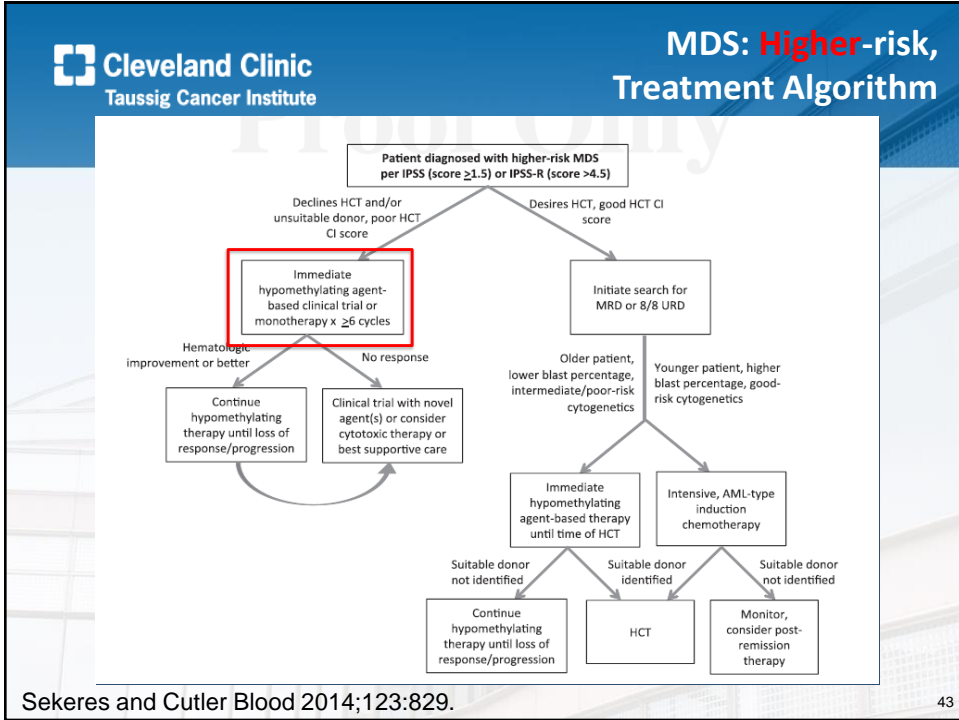 Cleveland Clinic
Taussig Cancer Institute
MDS: Higher-risk,
Treatment Algorithm
Proof Only
Patient diagnosed with higher-risk MDS
per IPSS (score ≥1.5) or IPSS-R (score >4.5)
Declines HCT and/or
unsuitable donor, poor HCT
CI score
Desires HCT, good HCT CI
score
Immediate
hypomethylating agent-
based clinical trial or
monotherapy x ≥6 cycles
Initiate search for
MRD or 8/8 URD
Hematologic
improvement or better
No response
Older patient,
lower blast percentage,
intermediate/poor-risk
cytogenetics
Younger patient, higher
blast percentage, good-
risk cytogenetics
Continue
hypomethylating
therapy until loss of
response/progression
Clinical trial with novel
agent(s) or consider
cytotoxic therapy or
best supportive care
Immediate
hypomethylating
agent-based therapy
until time of HCT
Intensive, AML-type
induction
chemotherapy
Suitable donor
not identified
Suitable donor
identified
Suitable donor
not identified
Continue
hypomethylating
therapy until loss of
response/progression
HCT
Monitor,
consider post-
remission
therapy
Sekeres and Cutler Blood 2014;123:829.
43